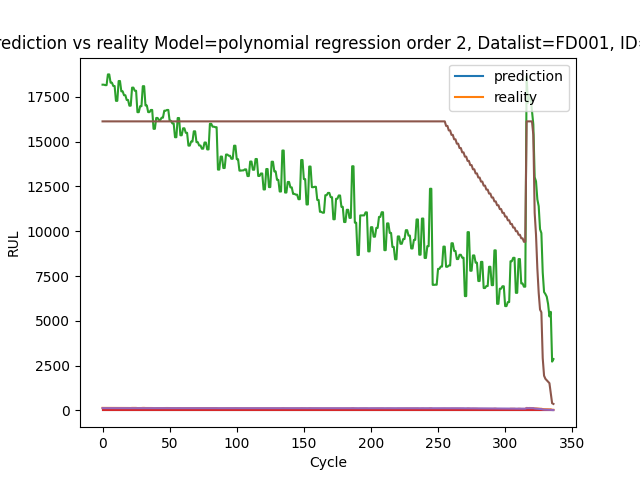 rediction vs reality Model=polynomial regression order 2, Datalist=FD001, ID=
prediction
reality
17500
15000
12500
10000
7500
5000
2500
0
RUL
0 50 100 150 200 250 300 350
Cycle